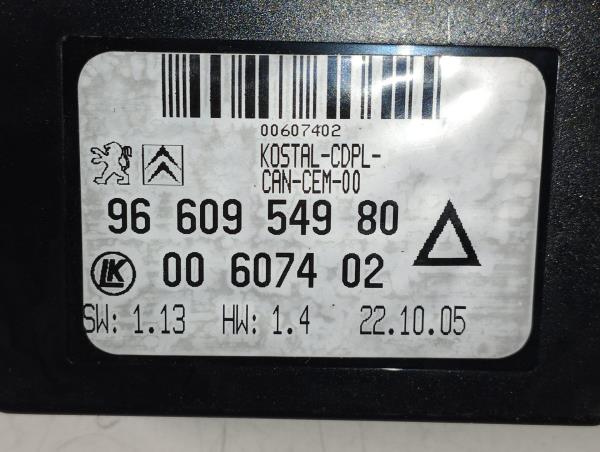 00607402
KOSTAL-CDPL-
CAN-CEM-00
96 609 549 80
LK 00 6074 02
SW: 1.13 HW: 1.4 22.10.05